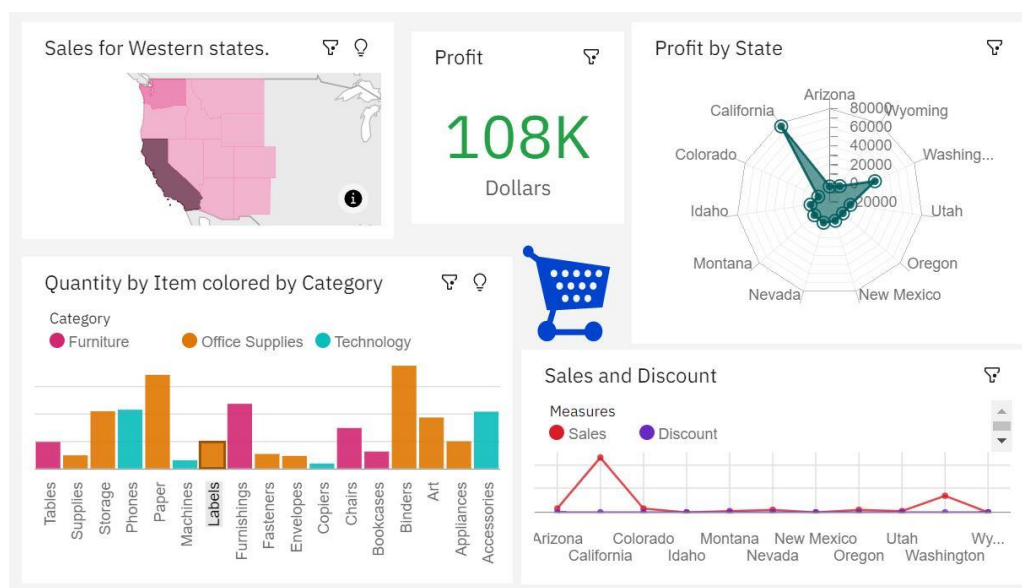 Sales for Western states.
Profit
108K
Dollars
Profit by State
Arizona
80000
60000
40000
20000
0
-20000
Wyoming
Washing...
Utah
Oregon
New Mexico
Nevada
Montana
Idaho
Colorado
California
Quantity by Item colored by Category
Category
Furniture Office Supplies Technology
Tables
Supplies
Storage
Phones
Paper
Machines
Labels
Furnishings
Fasteners
Envelopes
Copiers
Chairs
Bookcases
Binders
Art
Appliances
Accessories
Sales and Discount
Measures
Sales Discount
Arizona Colorado Montana New Mexico Utah Wy...
California Idaho Nevada Oregon Washington